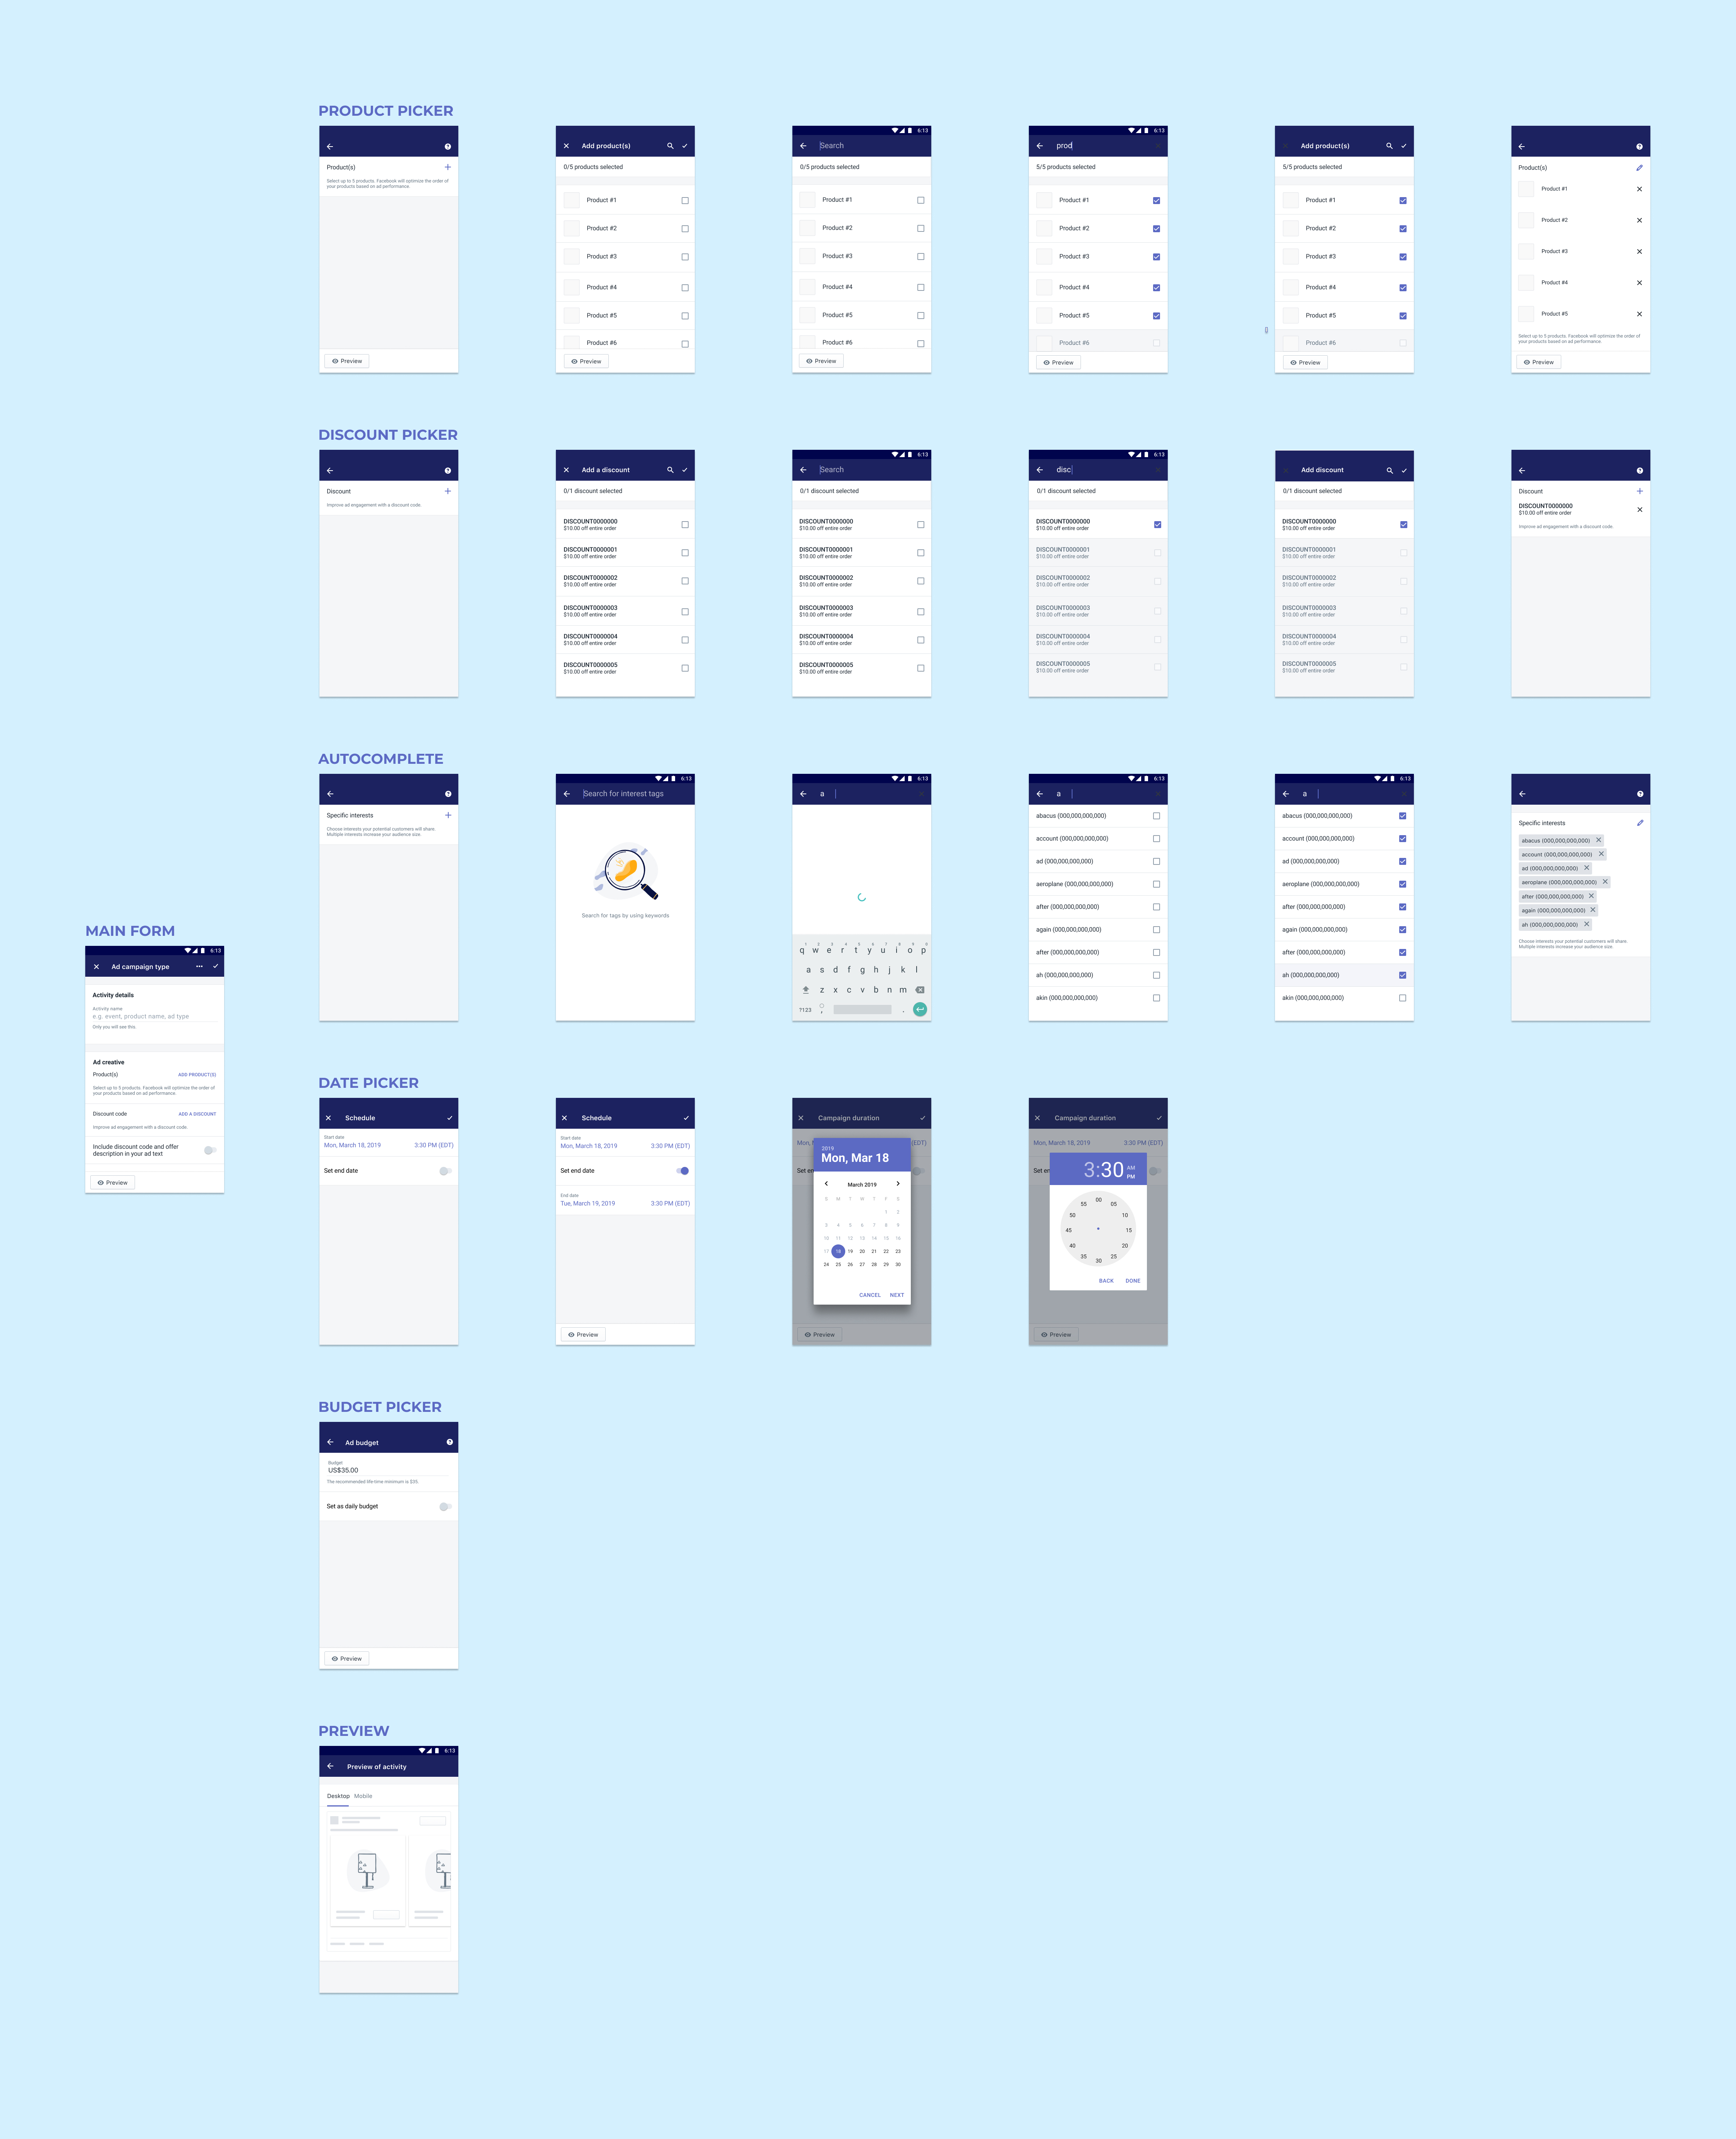 PRODUCT PICKER
Product(s)
Select up to 5 products. Facebook will optimize the order of
your products based on ad performance.
Preview
Add product(s)
0/5 products selected
Product #1
Product #2
Product #3
Product #4
Product #5
Product #6
Preview
6:13
Search
0/5 products selected
Product #1
Product #2
Product #3
Product #4
Product #5
Product #6
Preview
6:13
prod
5/5 products selected
Product #1
Product #2
Product #3
Product #4
Product #5
Product #6
Preview
Add product(s)
5/5 products selected
Product #1
Product #2
Product #3
Product #4
Product #5
Product #6
Preview
Product(s)
Product #1
Product #2
Product #3
Product #4
Product #5
Select up to 5 products. Facebook will optimize the order of
your products based on ad performance.
Preview
DISCOUNT PICKER
Discount
Improve ad engagement with a discount code.
Add a discount
0/1 discount selected
DISCOUNT0000000
$10.00 off entire order
DISCOUNT0000001
$10.00 off entire order
DISCOUNT0000002
$10.00 off entire order
DISCOUNT0000003
$10.00 off entire order
DISCOUNT0000004
$10.00 off entire order
DISCOUNT0000005
$10.00 off entire order
6:13
Search
0/1 discount selected
DISCOUNT0000000
$10.00 off entire order
DISCOUNT0000001
$10.00 off entire order
DISCOUNT0000002
$10.00 off entire order
DISCOUNT0000003
$10.00 off entire order
DISCOUNT0000004
$10.00 off entire order
DISCOUNT0000005
$10.00 off entire order
6:13
disc
0/1 discount selected
DISCOUNT0000000
$10.00 off entire order
DISCOUNT0000001
$10.00 off entire order
DISCOUNT0000002
$10.00 off entire order
DISCOUNT0000003
$10.00 off entire order
DISCOUNT0000004
$10.00 off entire order
DISCOUNT0000005
$10.00 off entire order
Add discount
0/1 discount selected
DISCOUNT0000000
$10.00 off entire order
DISCOUNT0000001
$10.00 off entire order
DISCOUNT0000002
$10.00 off entire order
DISCOUNT0000003
$10.00 off entire order
DISCOUNT0000004
$10.00 off entire order
DISCOUNT0000005
$10.00 off entire order
Discount
DISCOUNT0000000
$10.00 off entire order
Improve ad engagement with a discount code.
AUTOCOMPLETE
Specific interests
Choose interests your potential customers will share.
Multiple interests increase your audience size.
6:13
Search for interest tags
Search for tags by using keywords
6:13
a
1 2 3 4 5 6 7 8 9 0
q w e r t y u i o p
a s d f g h j k l
z x c v b n m
?123 , .
6:13
a
abacus (000,000,000,000)
account (000,000,000,000)
ad (000,000,000,000)
aeroplane (000,000,000,000)
after (000,000,000,000)
again (000,000,000,000)
after (000,000,000,000)
ah (000,000,000,000)
akin (000,000,000,000)
6:13
a
abacus (000,000,000,000)
account (000,000,000,000)
ad (000,000,000,000)
aeroplane (000,000,000,000)
after (000,000,000,000)
again (000,000,000,000)
after (000,000,000,000)
ah (000,000,000,000)
akin (000,000,000,000)
Specific interests
abacus (000,000,000,000)
account (000,000,000,000)
ad (000,000,000,000)
aeroplane (000,000,000,000)
after (000,000,000,000)
again (000,000,000,000)
ah (000,000,000,000)
Choose interests your potential customers will share.
Multiple interests increase your audience size.
MAIN FORM
6:13
Ad campaign type
Activity details
Activity name
e.g. event, product name, ad type
Only you will see this.
Ad creative
Product(s) ADD PRODUCT(S)
Select up to 5 products. Facebook will optimize the order of
your products based on ad performance.
Discount code ADD A DISCOUNT
Improve ad engagement with a discount code.
Include discount code and offer
description in your ad text
Preview
DATE PICKER
Schedule
Start date
Mon, March 18, 2019 3:30 PM (EDT)
Set end date
Schedule
Start date
Mon, March 18, 2019 3:30 PM (EDT)
Set end date
End date
Tue, March 19, 2019 3:30 PM (EDT)
Preview
Campaign duration
Mon, (EDT)
Set en
2019
Mon, Mar 18
March 2019
S M T W T F S
1 2
3 4 5 6 7 8 9
10 11 12 13 14 15 16
17 18 19 20 21 22 23
24 25 26 27 28 29 30
CANCEL NEXT
Preview
Campaign duration
Mon, March 18, 2019 3:30 PM (EDT)
Set en
3:30 AM
PM
00
55 05
50 10
45 15
40 20
35 25
30
BACK DONE
Preview
BUDGET PICKER
Ad budget
Budget
US$35.00
The recommended life-time minimum is $35.
Set as daily budget
Preview
PREVIEW
6:13
Preview of activity
Desktop Mobile